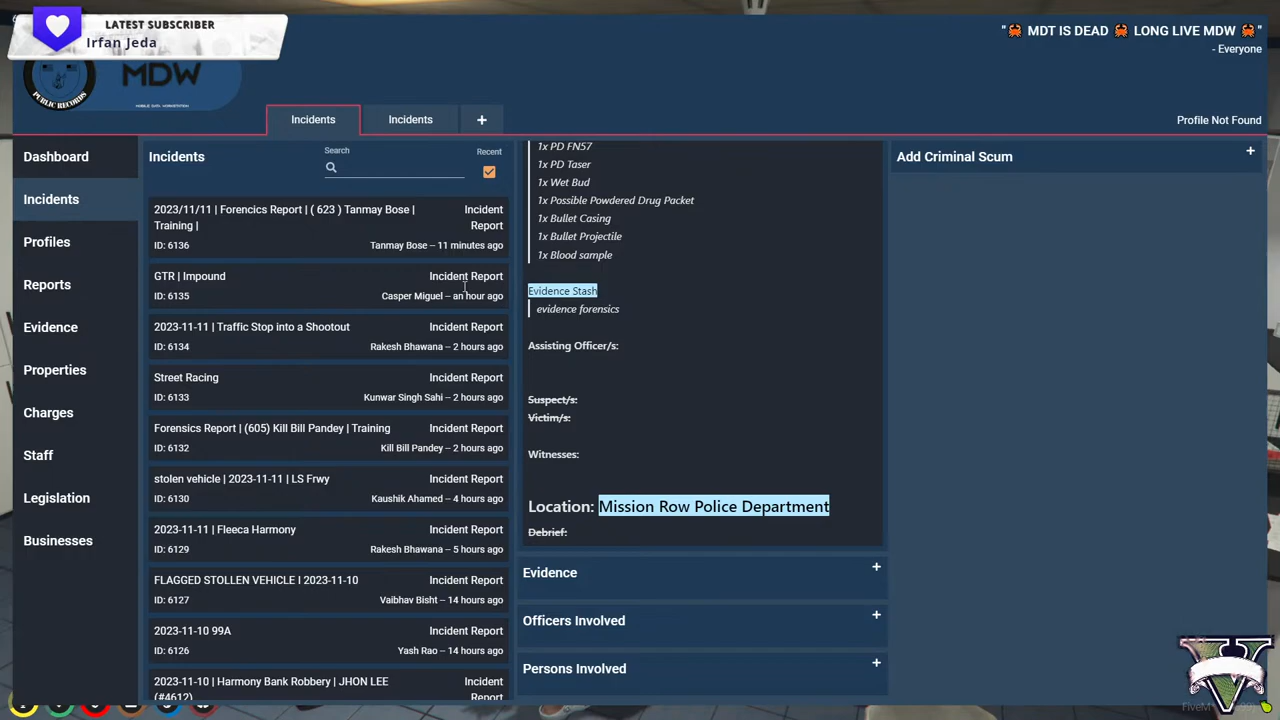 LATEST SUBSCRIBER
Irfan Jeda
" MDT IS DEAD LONG LIVE MDW "
- Everyone
PUBLIC RECORDS
MDW
MOBILE DATA WORKSTATION
Incidents
Incidents
+
Profile Not Found
Dashboard
Incidents
Profiles
Reports
Evidence
Properties
Charges
Staff
Legislation
Businesses
Incidents
Search
Recent
2023/11/11 | Forencics Report | ( 623 ) Tanmay Bose |
Training |
Incident
Report
ID: 6136
Tanmay Bose – 11 minutes ago
GTR | Impound
Incident Report
ID: 6135
Casper Miguel – an hour ago
2023-11-11 | Traffic Stop into a Shootout
Incident Report
ID: 6134
Rakesh Bhawana – 2 hours ago
Street Racing
Incident Report
ID: 6133
Kunwar Singh Sahi – 2 hours ago
Forensics Report | (605) Kill Bill Pandey | Training
Incident Report
ID: 6132
Kill Bill Pandey – 2 hours ago
stolen vehicle | 2023-11-11 | LS Frwy
Incident Report
ID: 6130
Kaushik Ahamed – 4 hours ago
2023-11-11 | Fleeca Harmony
Incident Report
ID: 6129
Rakesh Bhawana – 5 hours ago
FLAGGED STOLLEN VEHICLE I 2023-11-10
Incident Report
ID: 6127
Vaibhav Bisht – 14 hours ago
2023-11-10 99A
Incident Report
ID: 6126
Yash Rao – 14 hours ago
2023-11-10 | Harmony Bank Robbery | JHON LEE
(#4612)
Incident
Report
1x PD FN57
1x PD Taser
1x Wet Bud
1x Possible Powdered Drug Packet
1x Bullet Casing
1x Bullet Projectile
1x Blood sample
Evidence Stash
evidence forensics
Assisting Officer/s:
Suspect/s:
Victim/s:
Witnesses:
Location: Mission Row Police Department
Debrief:
Evidence +
Officers Involved +
Persons Involved +
Add Criminal Scum +
V
FiveM